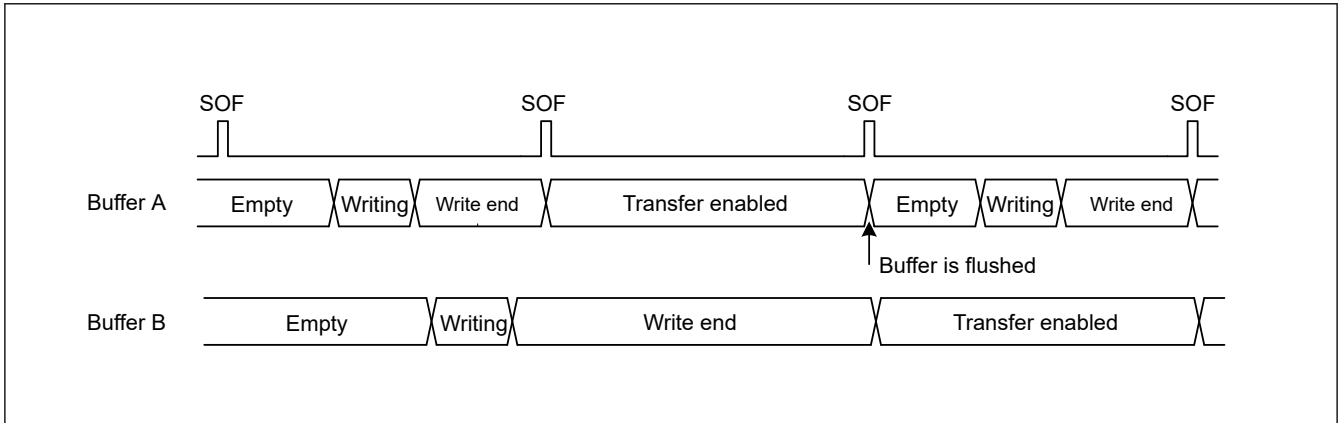 SOF SOF SOF SOF
Buffer A Empty Writing Write end Transfer enabled Empty Writing Write end
Buffer is flushed
Buffer B Empty Writing Write end Transfer enabled